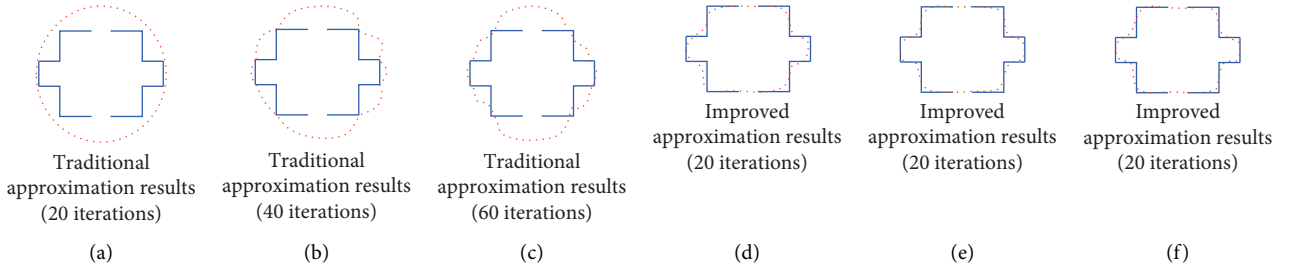 Traditional
approximation results
(20 iterations)
(a)
Traditional
approximation results
(40 iterations)
(b)
Traditional
approximation results
(60 iterations)
(c)
Improved
approximation results
(20 iterations)
(d)
Improved
approximation results
(20 iterations)
(e)
Improved
approximation results
(20 iterations)
(f)